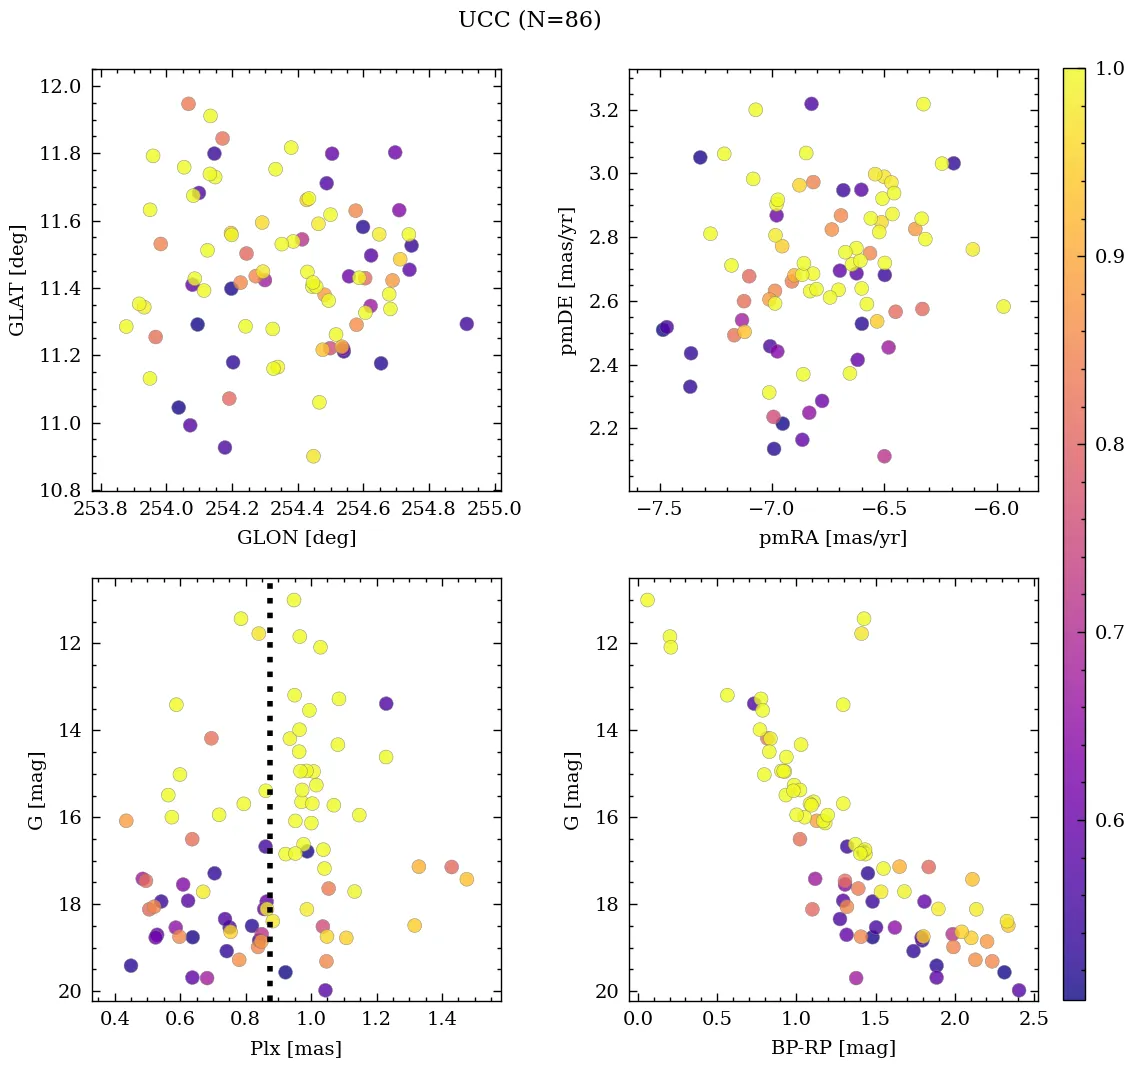 UCC (N=86)
12.0
11.8
11.6
11.4
11.2
11.0
10.8
GLAT [deg]
253.8 254.0 254.2 254.4 254.6 254.8 255.0
GLON [deg]
3.2
3.0
2.8
2.6
2.4
2.2
pmDE [mas/yr]
−7.5 −7.0 −6.5 −6.0
pmRA [mas/yr]
12
14
16
18
20
G [mag]
0.4 0.6 0.8 1.0 1.2 1.4
Plx [mas]
12
14
16
18
20
G [mag]
0.0 0.5 1.0 1.5 2.0 2.5
BP-RP [mag]
1.0
0.9
0.8
0.7
0.6